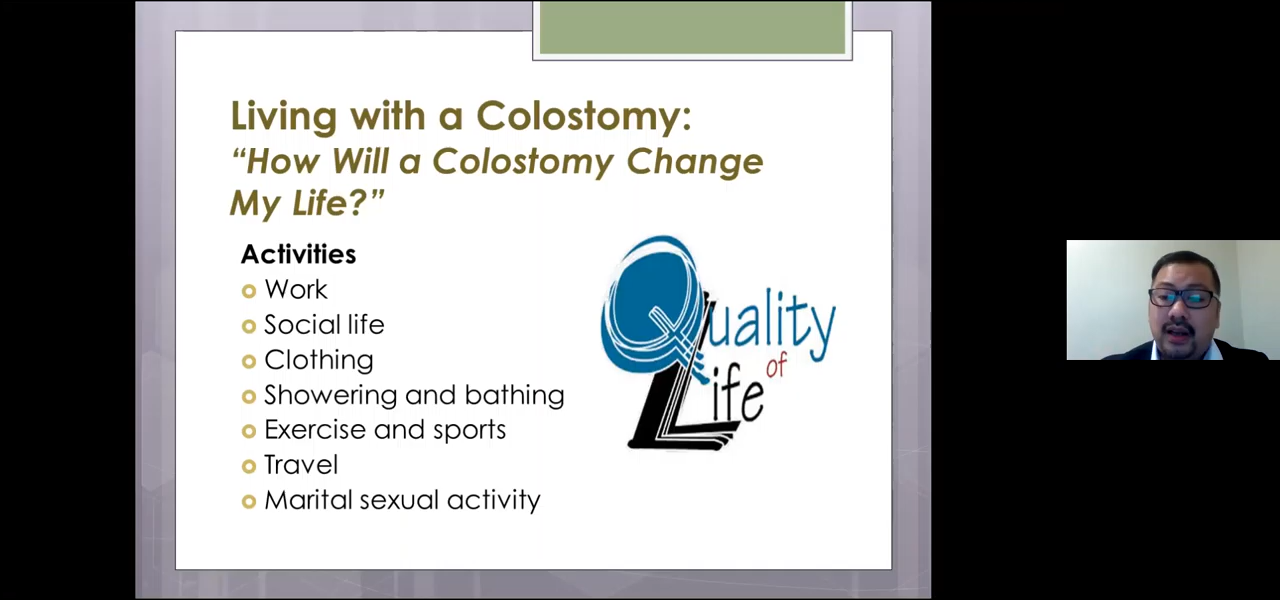 Living with a Colostomy:
“How Will a Colostomy Change
My Life?”
Activities
Work
Social life
Clothing
Showering and bathing
Exercise and sports
Travel
Marital sexual activity
Quality
of
Life